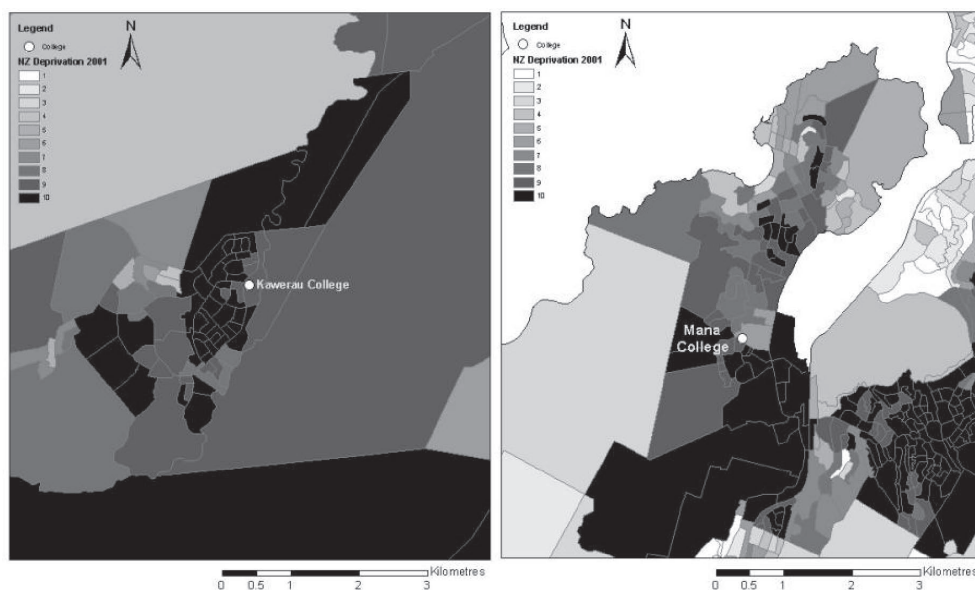 Legend
N
College
NZ Deprivation 2001
1
2
3
4
5
6
7
8
9
10
Kawerau College
Kilometres
0 0.5 1 2 3
Legend
N
College
NZ Deprivation 2001
1
2
3
4
5
6
7
8
9
10
Mana
College
Kilometres
0 0.5 1 2 3